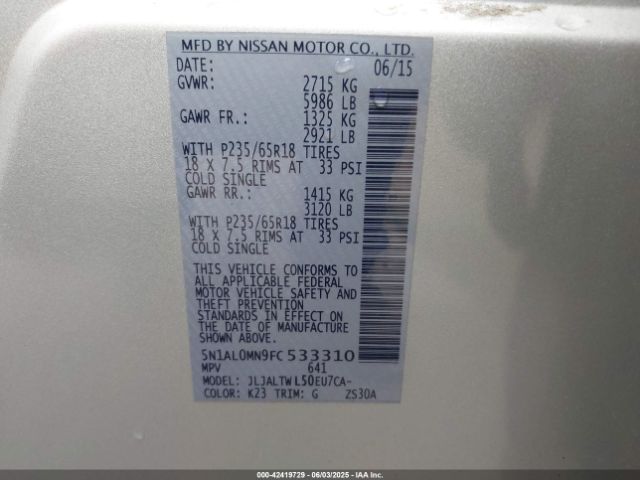 MFD BY NISSAN MOTOR CO., LTD.
DATE: 06/15
GVWR: 2715 KG
5986 LB
GAWR FR.: 1325 KG
2921 LB
WITH P235/65R18 TIRES
18 X 7.5 RIMS AT 33 PSI
COLD SINGLE
GAWR RR.: 1415 KG
3120 LB
WITH P235/65R18 TIRES
18 X 7.5 RIMS AT 33 PSI
COLD SINGLE
THIS VEHICLE CONFORMS TO
ALL APPLICABLE FEDERAL
MOTOR VEHICLE SAFETY AND
THEFT PREVENTION
STANDARDS IN EFFECT ON
THE DATE OF MANUFACTURE
5N1AL0MN9FC 533310
MPV 641
MODEL: JLJALTW L50EU7CA-
COLOR: K23 TRIM: G ZS30A
000-42419729 - 06/03/2025 - IAA Inc.